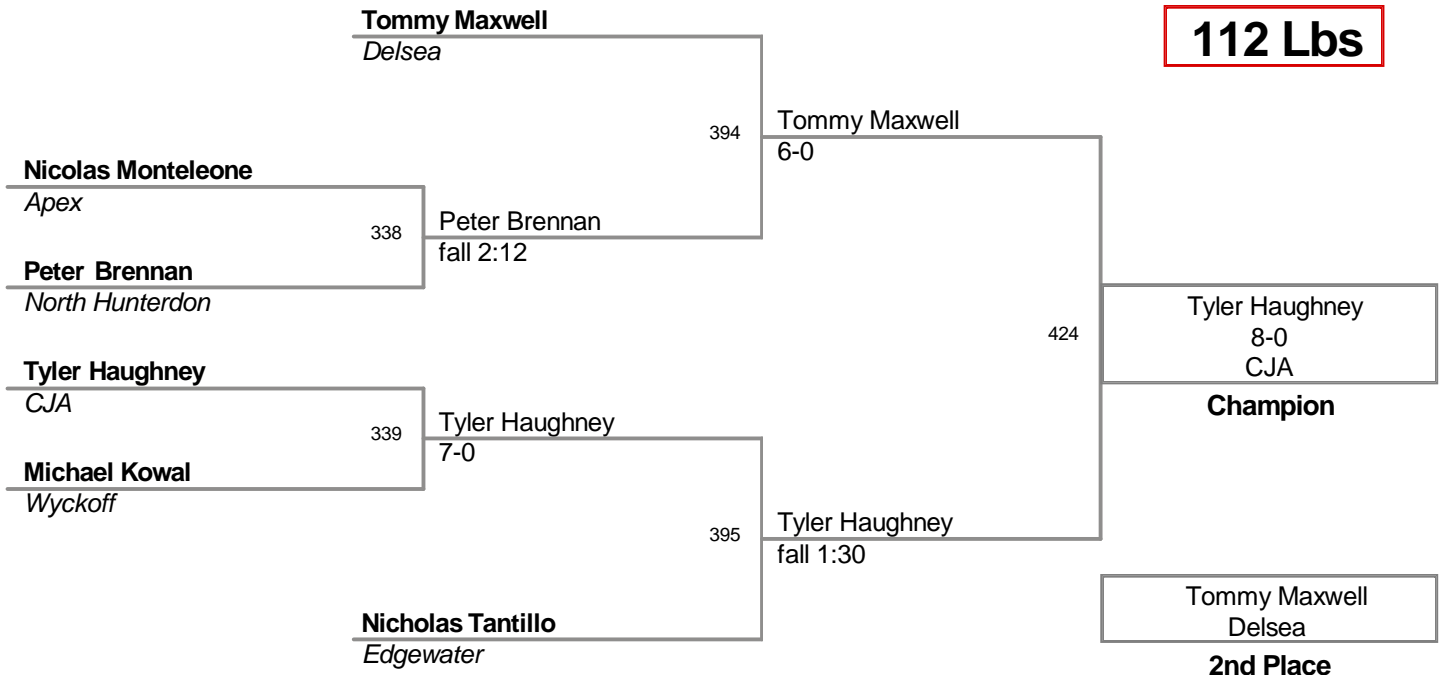 Tommy Maxwell
112 Lbs
Delsea
394
Tommy Maxwell
6-0
Nicolas Monteleone
Apex
338
Peter Brennan
fall 2:12
Peter Brennan
North Hunterdon
424
Tyler Haughney
8-0
CJA
Champion
Tyler Haughney
CJA
339
Tyler Haughney
7-0
Michael Kowal
Wyckoff
395
Tyler Haughney
fall 1:30
Nicholas Tantillo
Edgewater
Tommy Maxwell
Delsea
2nd Place